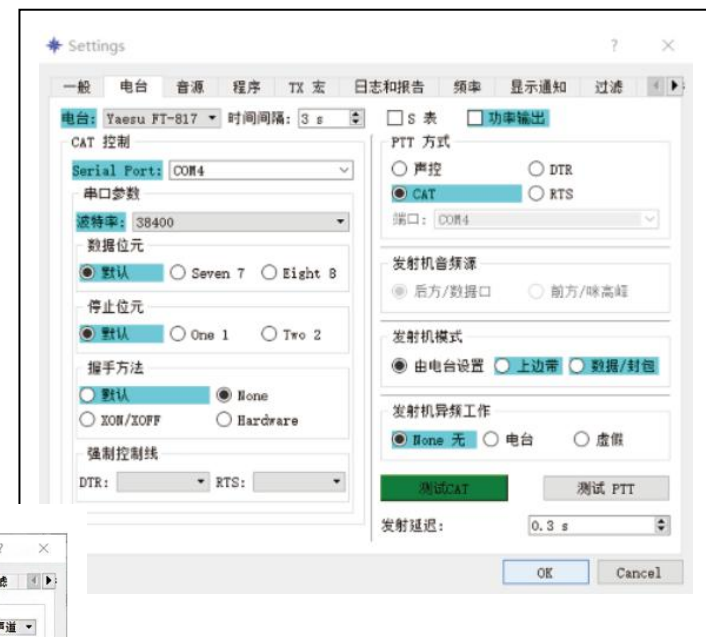 Settings
一般 电台 音源 程序 TX 宏 日志和报告 频率 显示通知 过滤
电台: Yaesu FT-817 时间间隔: 3 s
S 表 功率输出
CAT 控制
Serial Port: COM4
串口参数
波特率: 38400
数据位元
默认 Seven 7 Eight 8
停止位元
默认 One 1 Two 2
握手方法
默认 None
XON/XOFF Hardware
强制控制线
DTR: RTS:
PTT 方式
声控 DTR
CAT RTS
端口: COM4
发射机音频源
后方/数据口 前方/咪高峰
发射机模式
由电台设置 上边带 数据/封包
发射机异频工作
None 无 电台 虚假
测试CAT 测试 PTT
发射延迟: 0.3 s
OK Cancel
声道